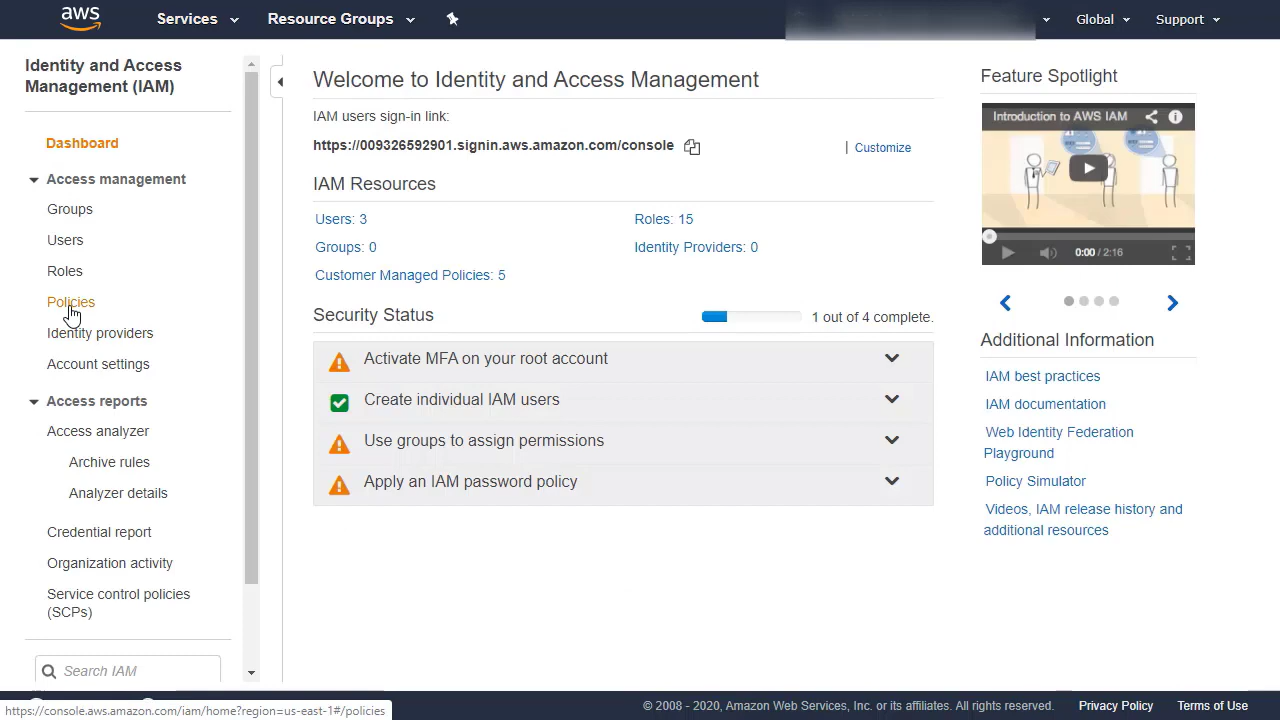 aws
Services
Resource Groups
Global
Support
Identity and Access
Management (IAM)
Dashboard
Access management
Groups
Users
Roles
Policies
Identity providers
Account settings
Access reports
Access analyzer
Archive rules
Analyzer details
Credential report
Organization activity
Service control policies
(SCPs)
Search IAM
Welcome to Identity and Access Management
IAM users sign-in link:
https://009326592901.signin.aws.amazon.com/console
| Customize
IAM Resources
Users: 3
Roles: 15
Groups: 0
Identity Providers: 0
Customer Managed Policies: 5
Security Status
1 out of 4 complete.
Activate MFA on your root account
Create individual IAM users
Use groups to assign permissions
Apply an IAM password policy
Feature Spotlight
Introduction to AWS IAM
0:00 / 2:16
Additional Information
IAM best practices
IAM documentation
Web Identity Federation
Playground
Policy Simulator
Videos, IAM release history and
additional resources
https://console.aws.amazon.com/iam/home?region=us-east-1#/policies
© 2008 - 2020, Amazon Web Services, Inc. or its affiliates. All rights reserved.
Privacy Policy
Terms of Use